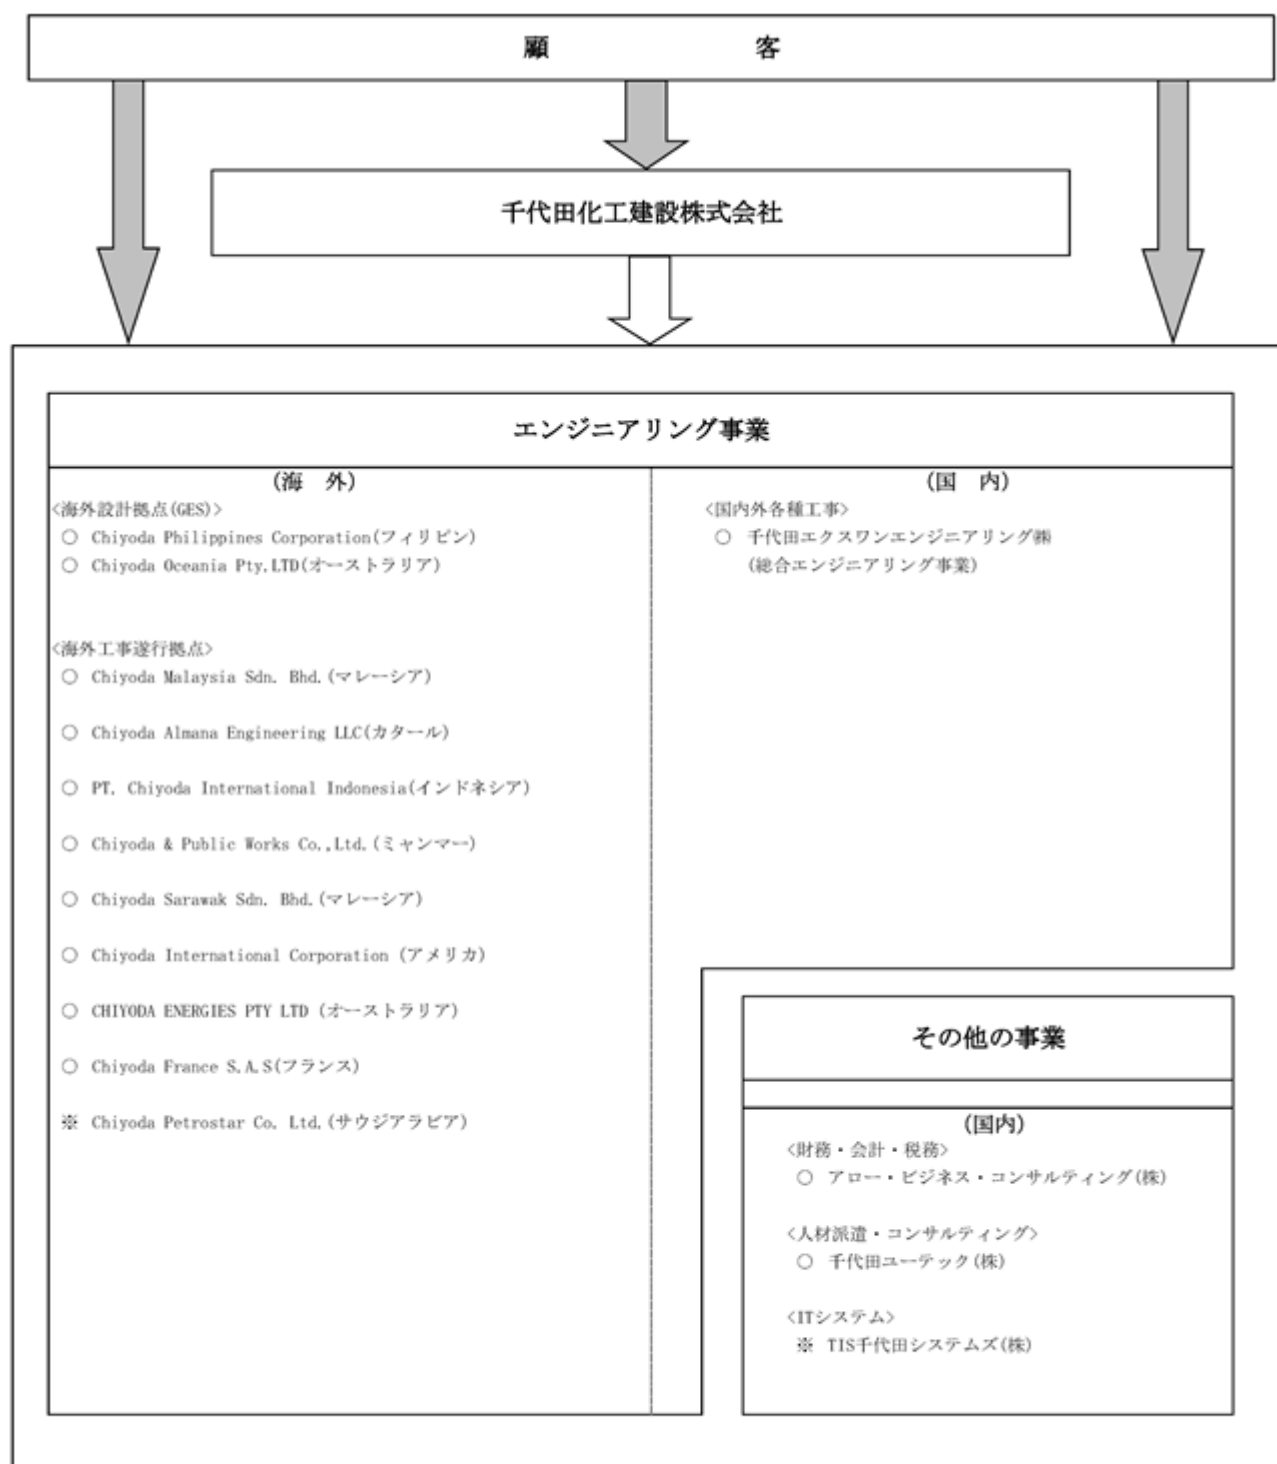 顧　　　客
千代田化工建設株式会社
エンジニアリング事業
(海　外)
<海外設計拠点(GES)>
○ Chiyoda Philippines Corporation(フィリピン)
○ Chiyoda Oceania Pty.LTD(オーストラリア)
<海外工事遂行拠点>
○ Chiyoda Malaysia Sdn. Bhd.(マレーシア)
○ Chiyoda Almana Engineering LLC(カタール)
○ PT. Chiyoda International Indonesia(インドネシア)
○ Chiyoda & Public Works Co.,Ltd.(ミャンマー)
○ Chiyoda Sarawak Sdn. Bhd.(マレーシア)
○ Chiyoda International Corporation (アメリカ)
○ CHIYODA ENERGIES PTY LTD (オーストラリア)
○ Chiyoda France S.A.S(フランス)
※ Chiyoda Petrostar Co. Ltd.(サウジアラビア)
(国　内)
<国内外各種工事>
○ 千代田エクスワンエンジニアリング㈱
(総合エンジニアリング事業)
その他の事業
(国内)
<財務・会計・税務>
○ アロー・ビジネス・コンサルティング(株)
<人材派遣・コンサルティング>
○ 千代田ユーテック(株)
<ITシステム>
※ TIS千代田システムズ(株)